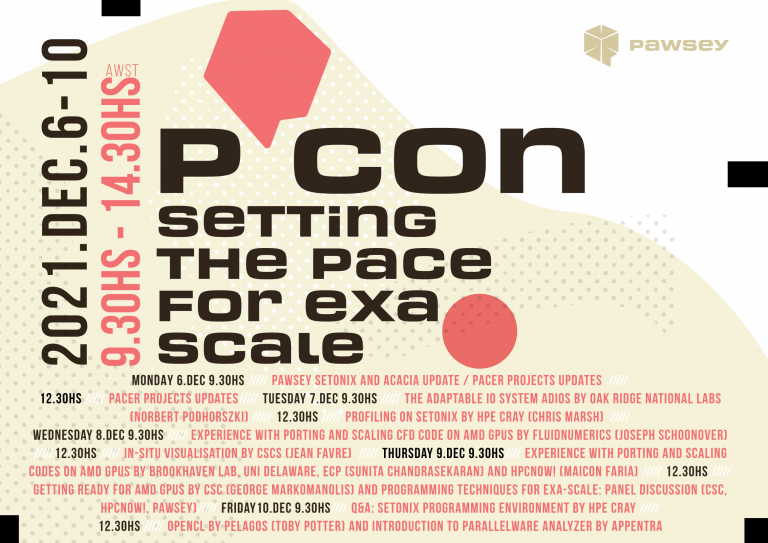 pawsey
2021.DEC.6-10
AWST
9.30HS - 14.30HS
P CON
SETTING
THE PACE
FOR EXA
SCALE
MONDAY 6.DEC 9.30HS ///// PAWSEY SETONIX AND ACACIA UPDATE / PACER PROJECTS UPDATES /////
12.30HS ///// PACER PROJECTS UPDATES ///// TUESDAY 7.DEC 9.30HS ///// THE ADAPTABLE IO SYSTEM ADIOS BY OAK RIDGE NATIONAL LABS
(NORBERT PODHORSZKI) ///// 12.30HS ///// PROFILING ON SETONIX BY HPE CRAY (CHRIS MARSH) /////
WEDNESDAY 8.DEC 9.30HS ///// EXPERIENCE WITH PORTING AND SCALING CFD CODE ON AMD GPUS BY FLUIDNUMERICS (JOSEPH SCHOONOVER)
///// 12.30HS ///// IN-SITU VISUALISATION BY CSCS (JEAN FAVRE) ///// THURSDAY 9.DEC 9.30HS ///// EXPERIENCE WITH PORTING AND SCALING
CODES ON AMD GPUS BY BROOKHAVEN LAB, UNI DELAWARE, ECP (SUNITA CHANDRASEKARAN) AND HPCNOW! (MAICON FARIA) ///// 12.30HS /////
GETTING READY FOR AMD GPUS BY CSC (GEORGE MARKOMANOLIS) AND PROGRAMMING TECHNIQUES FOR EXA-SCALE: PANEL DISCUSSION (CSC,
HPCNOW!, PAWSEY) ///// FRIDAY10.DEC 9.30HS ///// Q&A: SETONIX PROGRAMMING ENVIRONMENT BY HPE CRAY /////
12.30HS ///// OPENCL BY PELAGOS (TOBY POTTER) AND INTRODUCTION TO PARALLELWARE ANALYZER BY APPENTRA